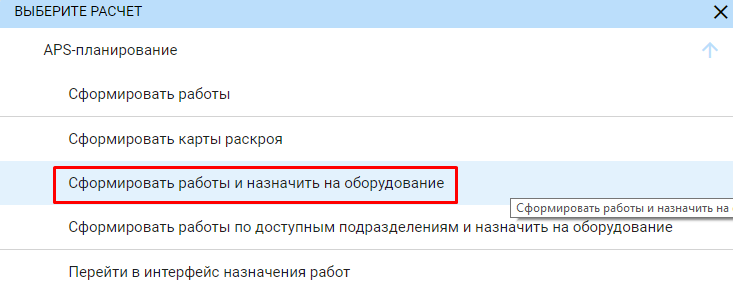 ВЫБЕРИТЕ РАСЧЕТ
APS-планирование
Сформировать работы
Сформировать карты раскроя
Сформировать работы и назначить на оборудование
Сформировать работы и назначить на
Сформировать работы по доступным подразделениям и назначить на оборудование
Перейти в интерфейс назначения работ